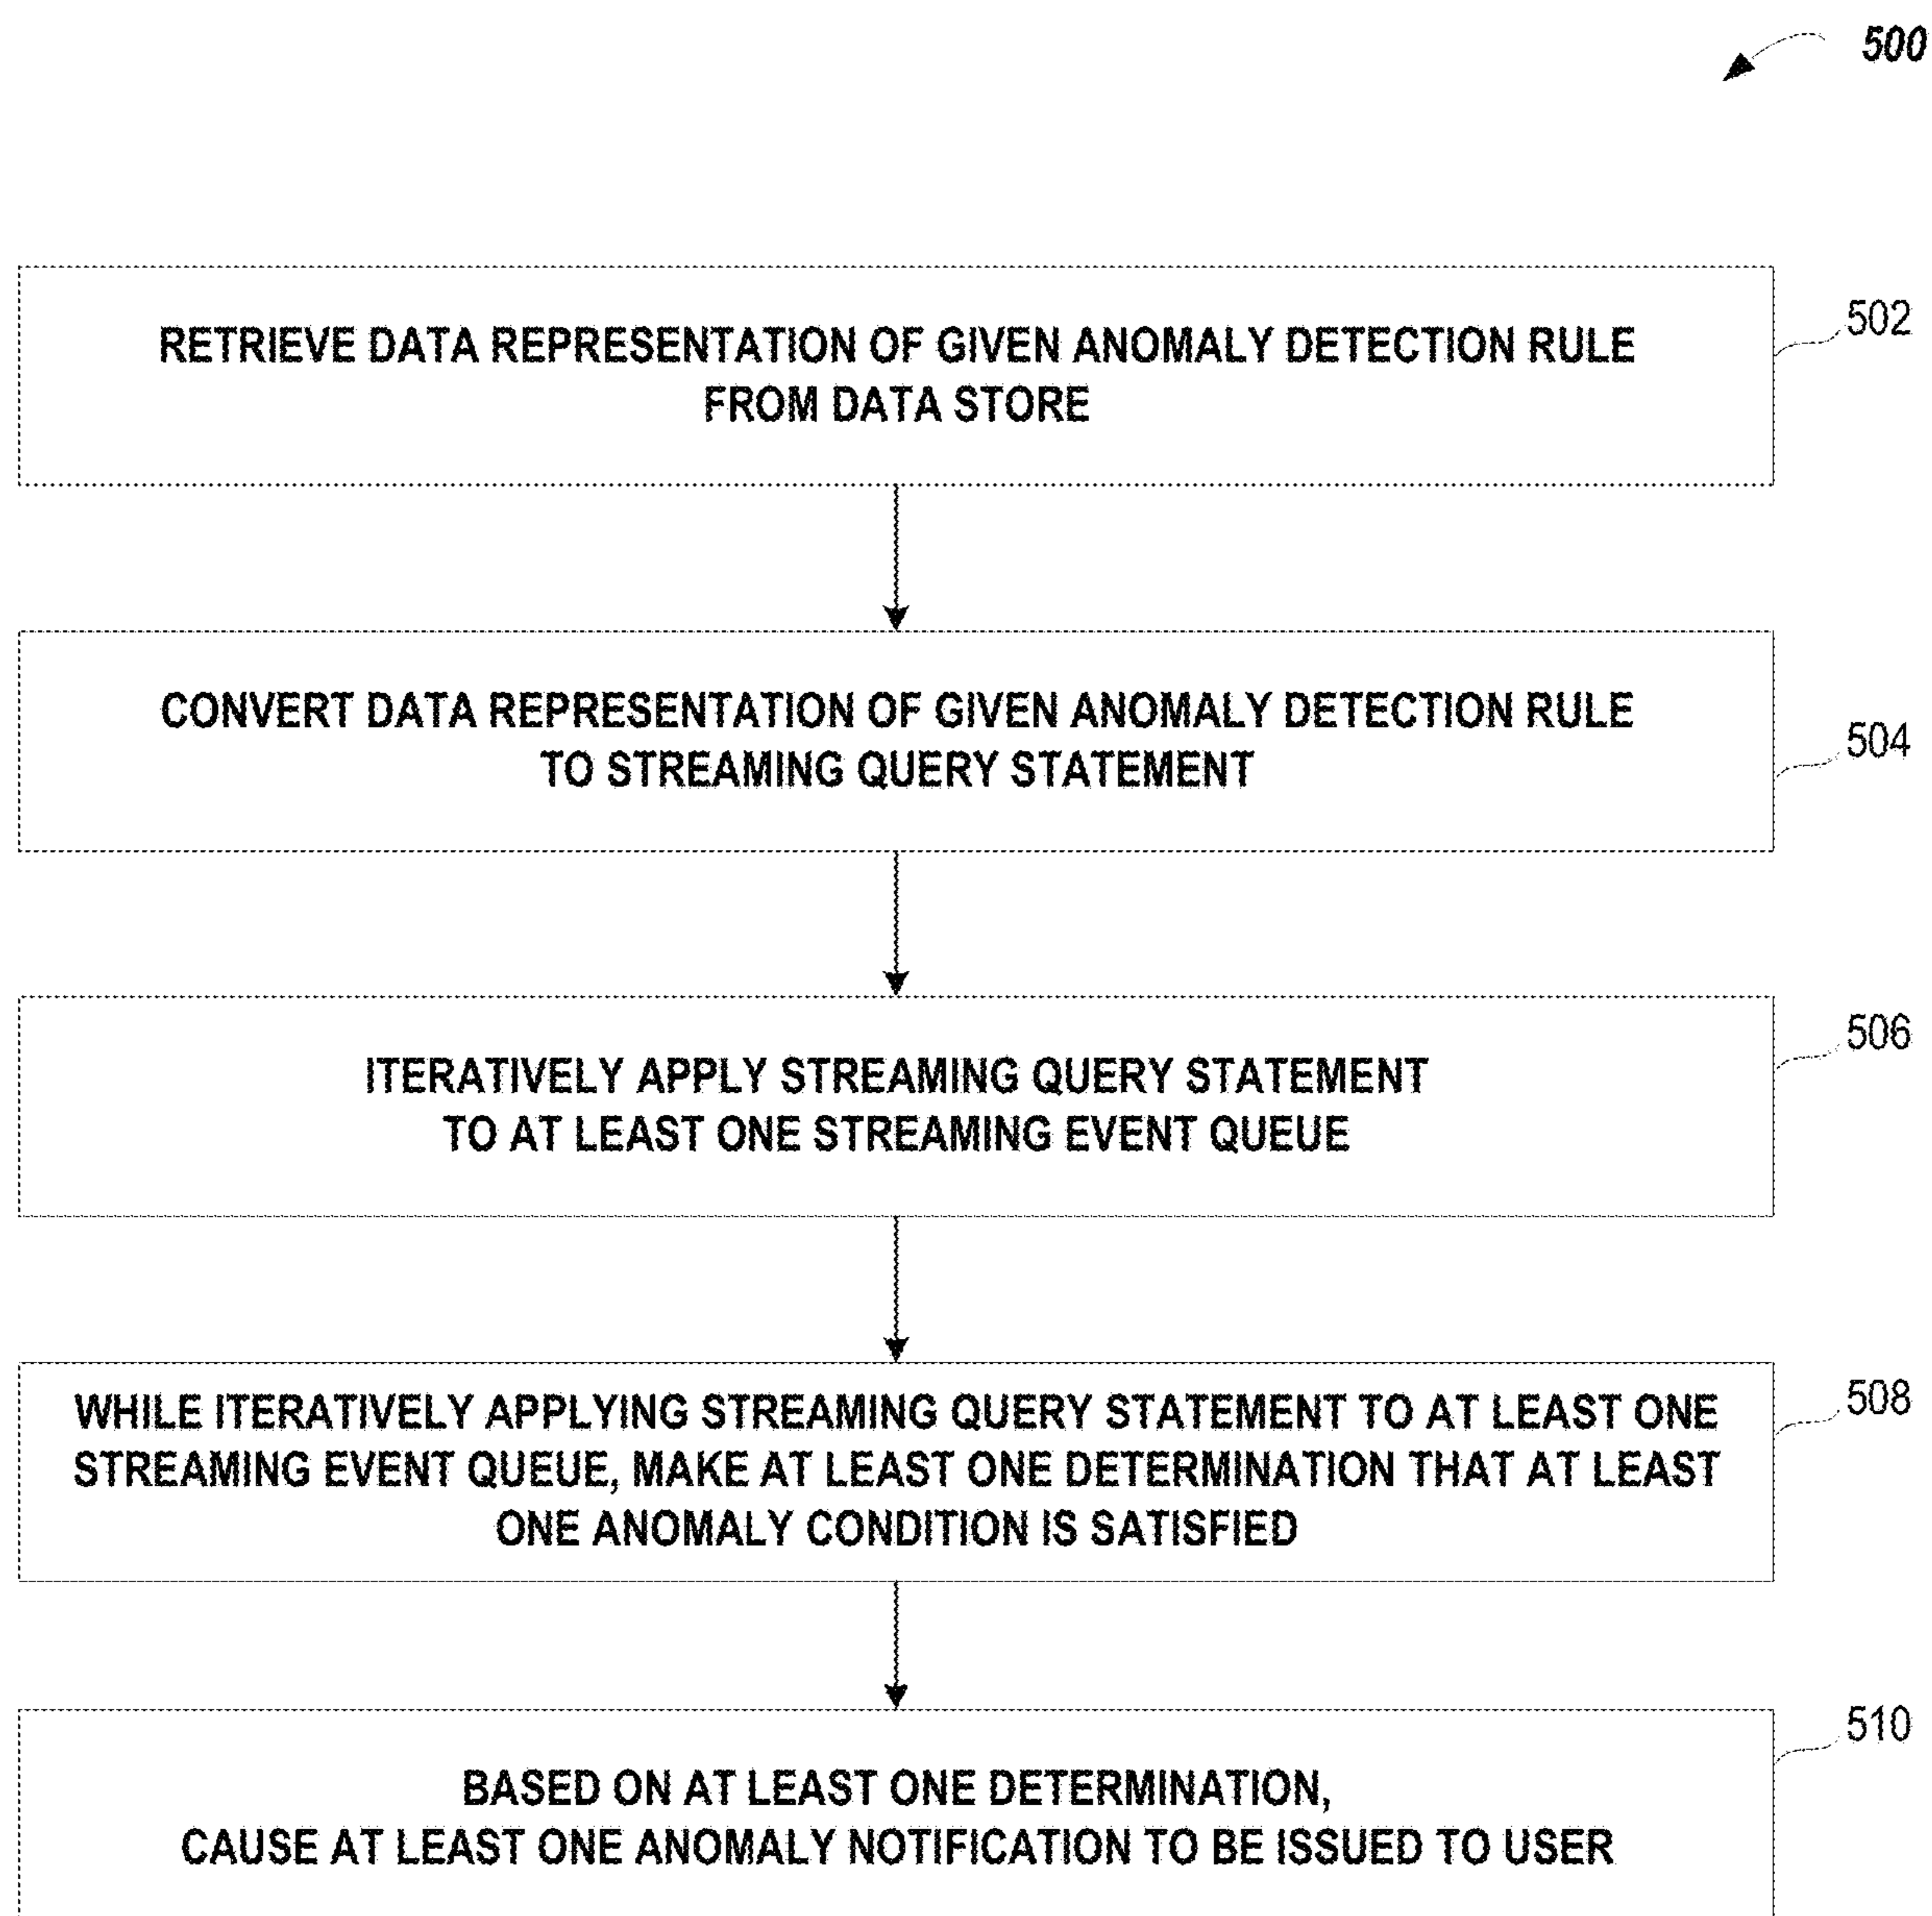 500
RETRIEVE DATA REPRESENTATION OF GIVEN ANOMALY DETECTION RULE
FROM DATA STORE
502
CONVERT DATA REPRESENTATION OF GIVEN ANOMALY DETECTION RULE
TO STREAMING QUERY STATEMENT
504
ITERATIVELY APPLY STREAMING QUERY STATEMENT
TO AT LEAST ONE STREAMING EVENT QUEUE
506
WHILE ITERATIVELY APPLYING STREAMING QUERY STATEMENT TO AT LEAST ONE
STREAMING EVENT QUEUE, MAKE AT LEAST ONE DETERMINATION THAT AT LEAST
ONE ANOMALY CONDITION IS SATISFIED
508
BASED ON AT LEAST ONE DETERMINATION,
CAUSE AT LEAST ONE ANOMALY NOTIFICATION TO BE ISSUED TO USER
510